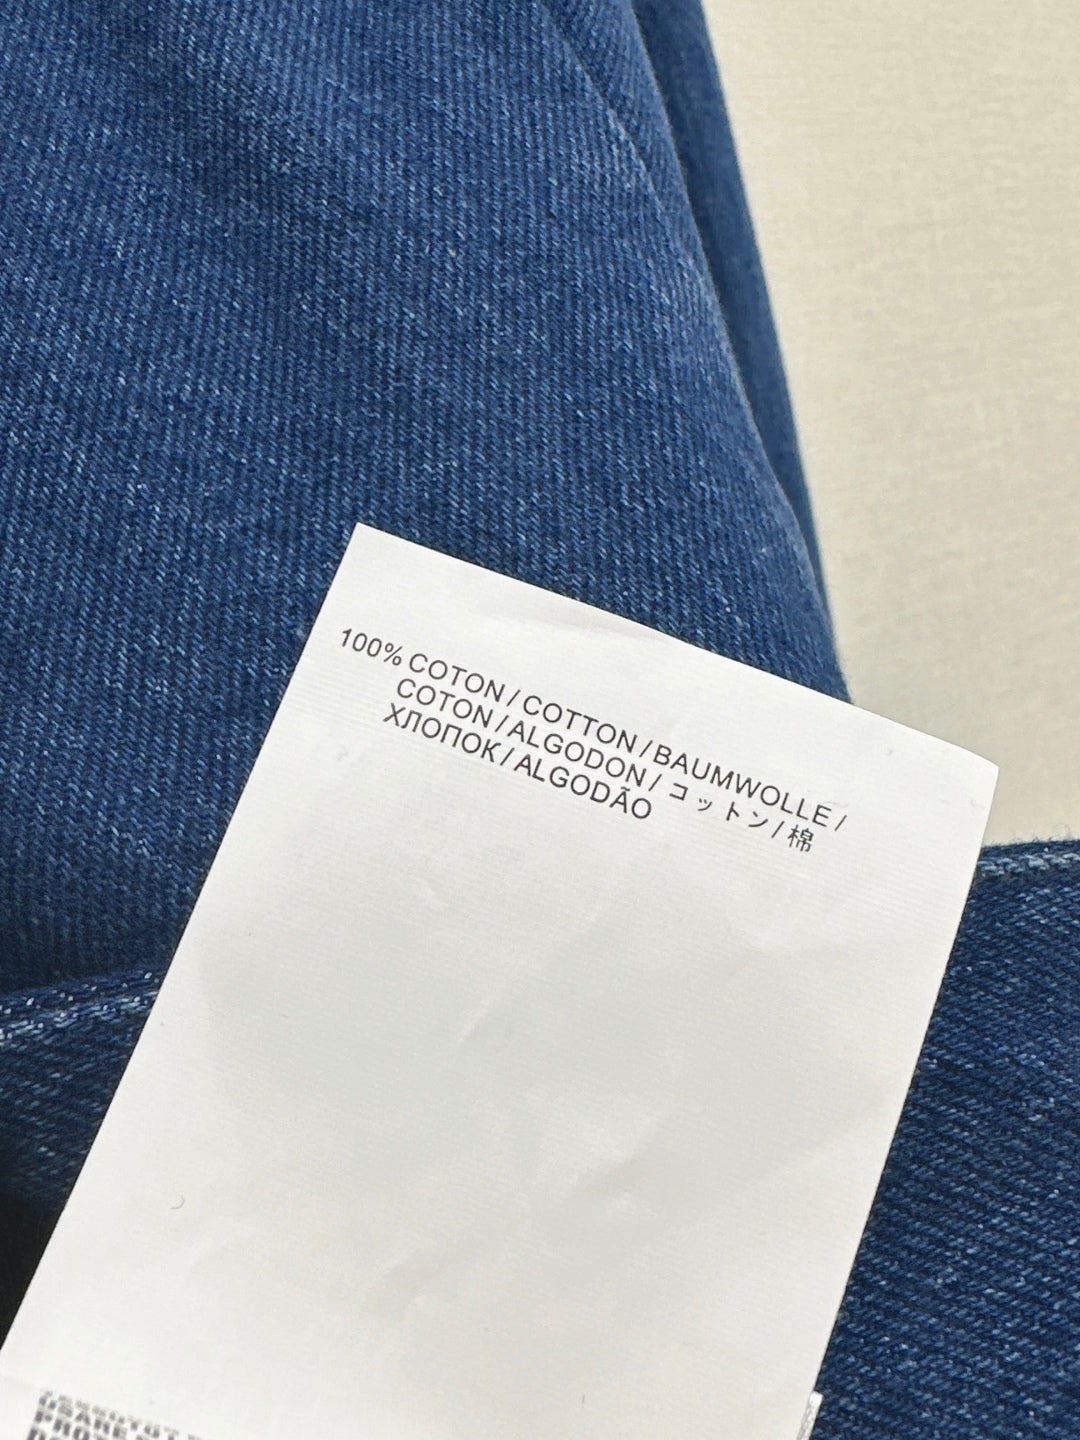 100% COTON / COTTON / BAUMWOLLE /
COTON / ALGODON / コットン / 棉
ХЛОПОК / ALGODÃO